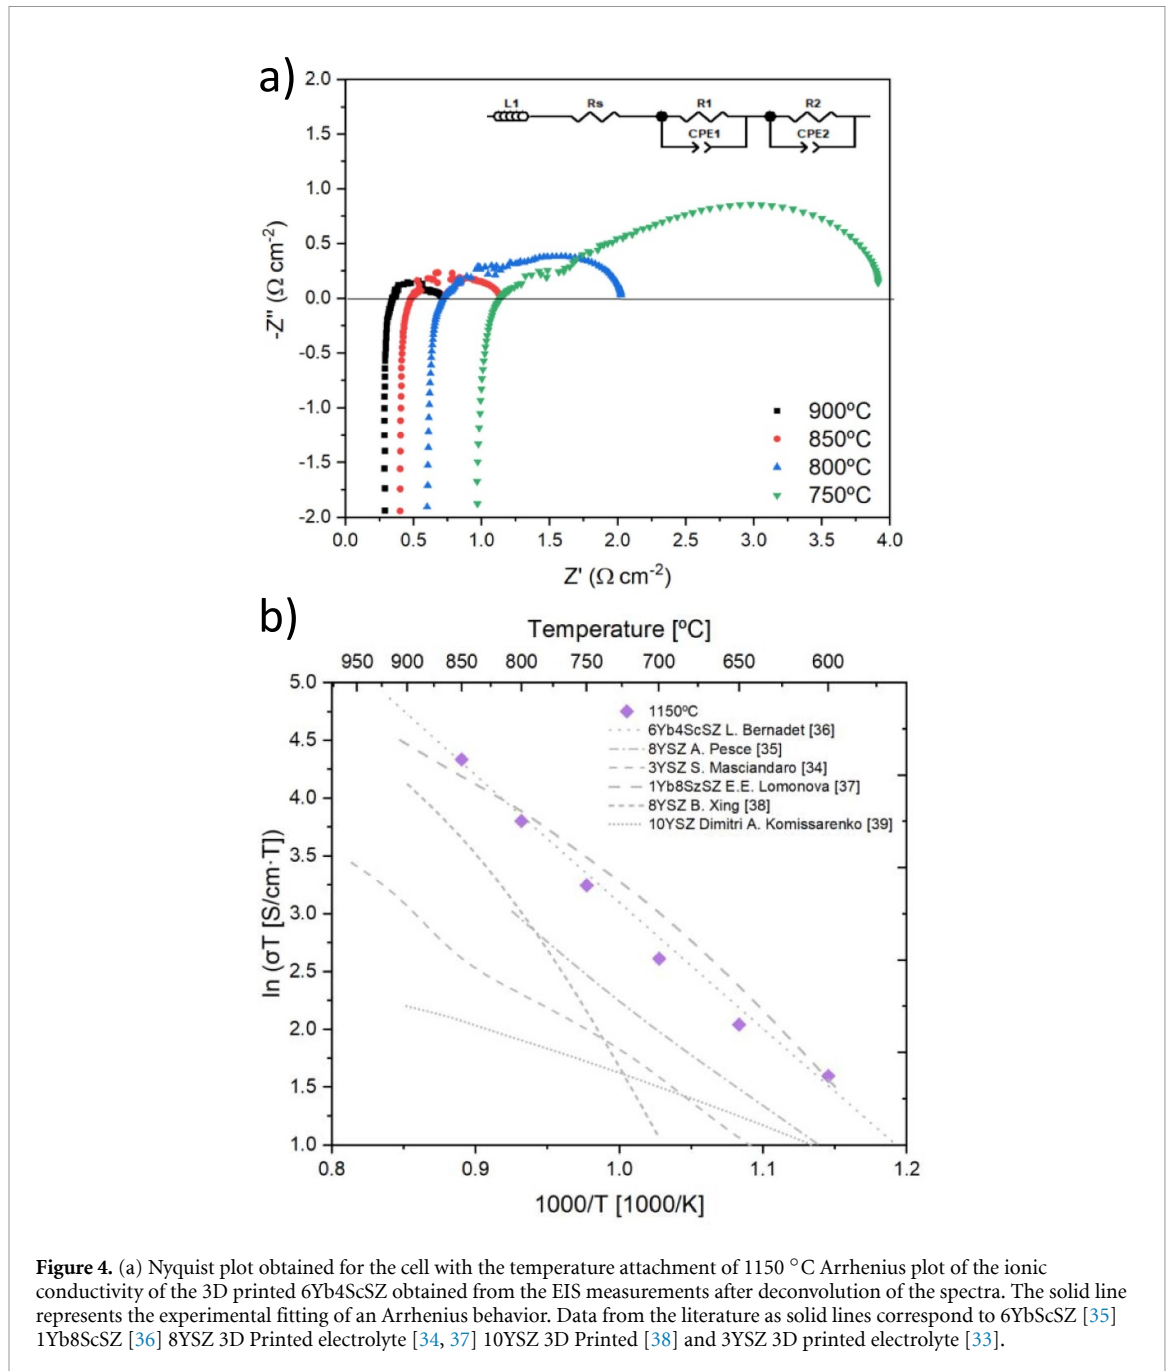 a)
2.0
1.5
1.0
0.5
0.0
-0.5
-1.0
-1.5
-2.0
-Z" (Ω cm-2)
L1 Rs R1 R2
CPE1 CPE2
900ºC
850ºC
800ºC
750ºC
0.0 0.5 1.0 1.5 2.0 2.5 3.0 3.5 4.0
Z' (Ω cm-2)
b)
Temperature [ºC]
950 900 850 800 750 700 650 600
5.0
4.5
4.0
3.5
3.0
2.5
2.0
1.5
1.0
ln (σT [S/cm·T])
1150ºC
6Yb4ScSZ L. Bernadet [36]
8YSZ A. Pesce [35]
3YSZ S. Masciandaro [34]
1Yb8SzSZ E.E. Lomonova [37]
8YSZ B. Xing [38]
10YSZ Dimitri A. Komissarenko [39]
0.8 0.9 1.0 1.1 1.2
1000/T [1000/K]
Figure 4. (a) Nyquist plot obtained for the cell with the temperature attachment of 1150 °C Arrhenius plot of the ionic
conductivity of the 3D printed 6Yb4ScSZ obtained from the EIS measurements after deconvolution of the spectra. The solid line
represents the experimental fitting of an Arrhenius behavior. Data from the literature as solid lines correspond to 6YbScSZ [35]
1Yb8ScSZ [36] 8YSZ 3D Printed electrolyte [34, 37] 10YSZ 3D Printed [38] and 3YSZ 3D printed electrolyte [33].